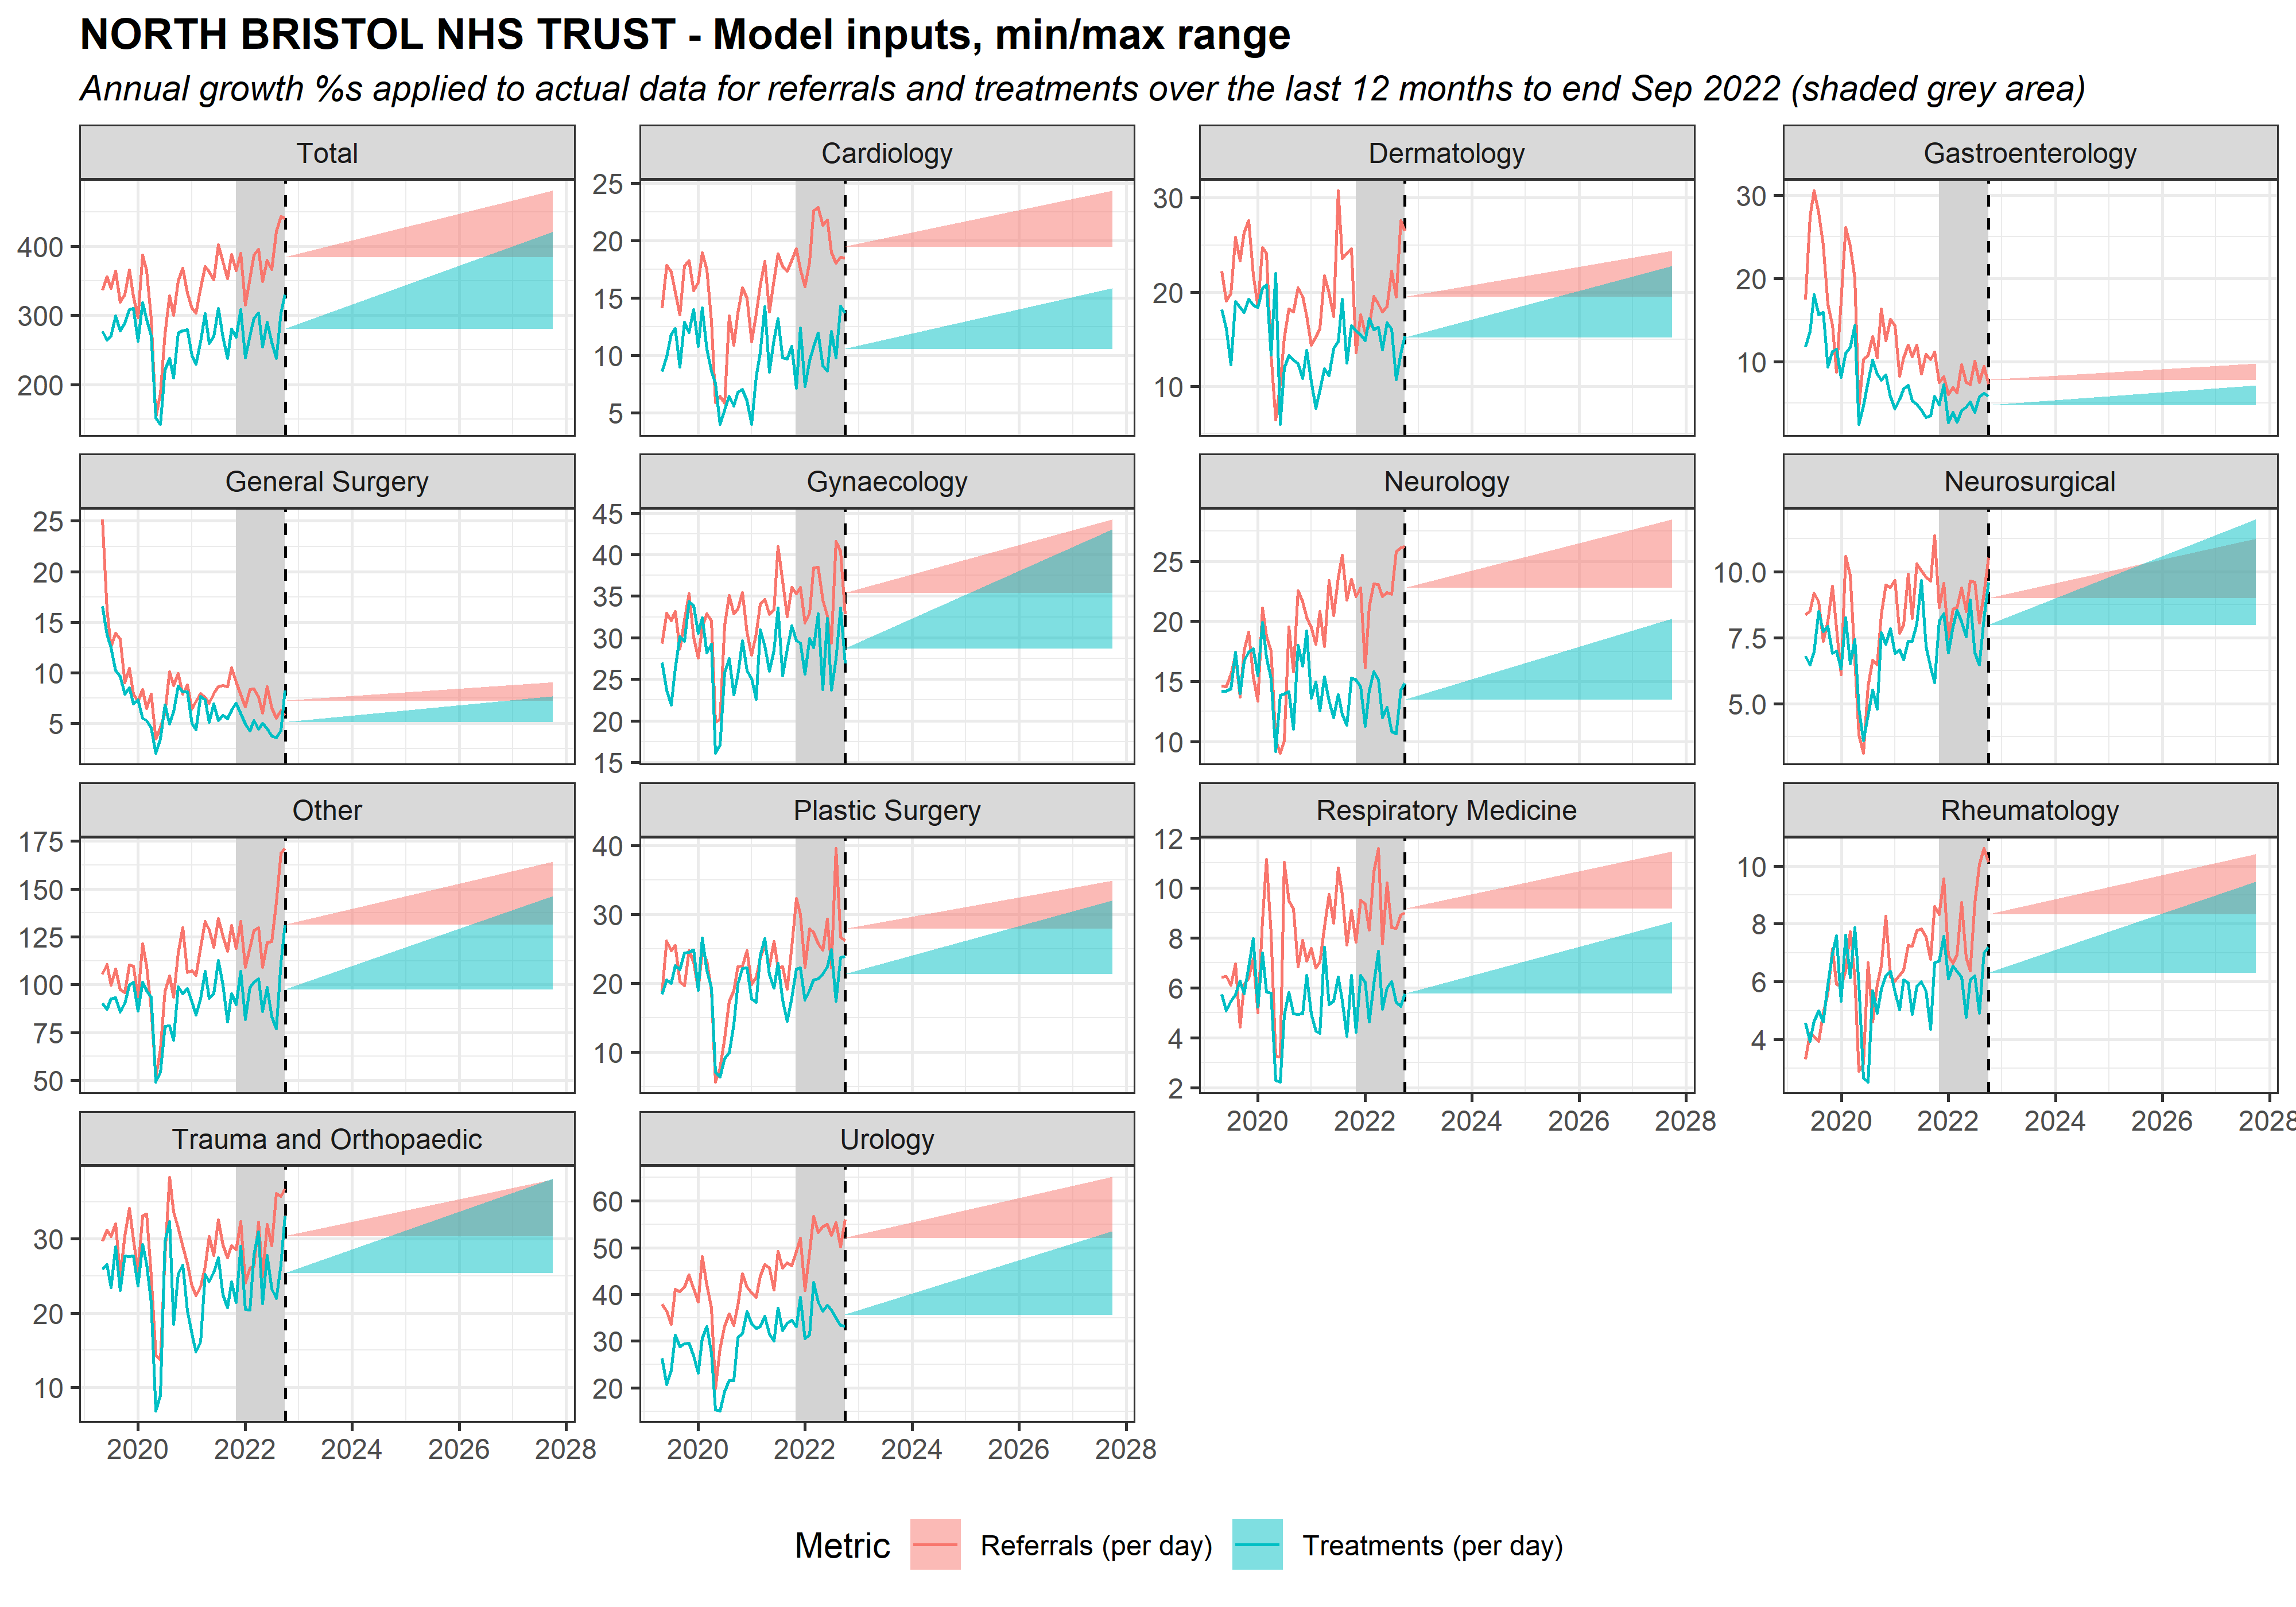 NORTH BRISTOL NHS TRUST - Model inputs, min/max range
Annual growth %s applied to actual data for referrals and treatments over the last 12 months to end Sep 2022 (shaded grey area)
Total
Cardiology
Dermatology
Gastroenterology
400
300
200
25
20
15
10
5
30
20
10
30
20
10
General Surgery
Gynaecology
Neurology
Neurosurgical
25
20
15
10
5
45
40
35
30
25
20
15
25
20
15
10
10.0
7.5
5.0
Other
Plastic Surgery
Respiratory Medicine
Rheumatology
175
150
125
100
75
50
40
30
20
10
12
10
8
6
4
2
10
8
6
4
2020 2022 2024 2026 2028
2020 2022 2024 2026 2028
Trauma and Orthopaedic
Urology
30
20
10
60
50
40
30
20
2020 2022 2024 2026 2028
2020 2022 2024 2026 2028
Metric Referrals (per day) Treatments (per day)